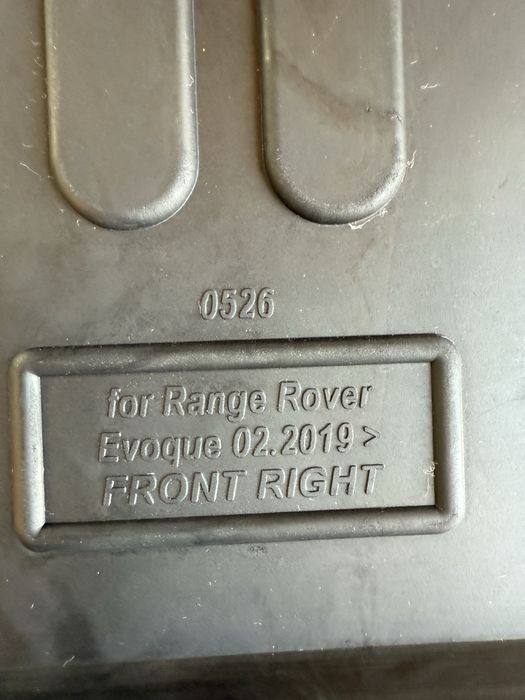 0526
for Range Rover
Evoque 02.2019 >
FRONT RIGHT